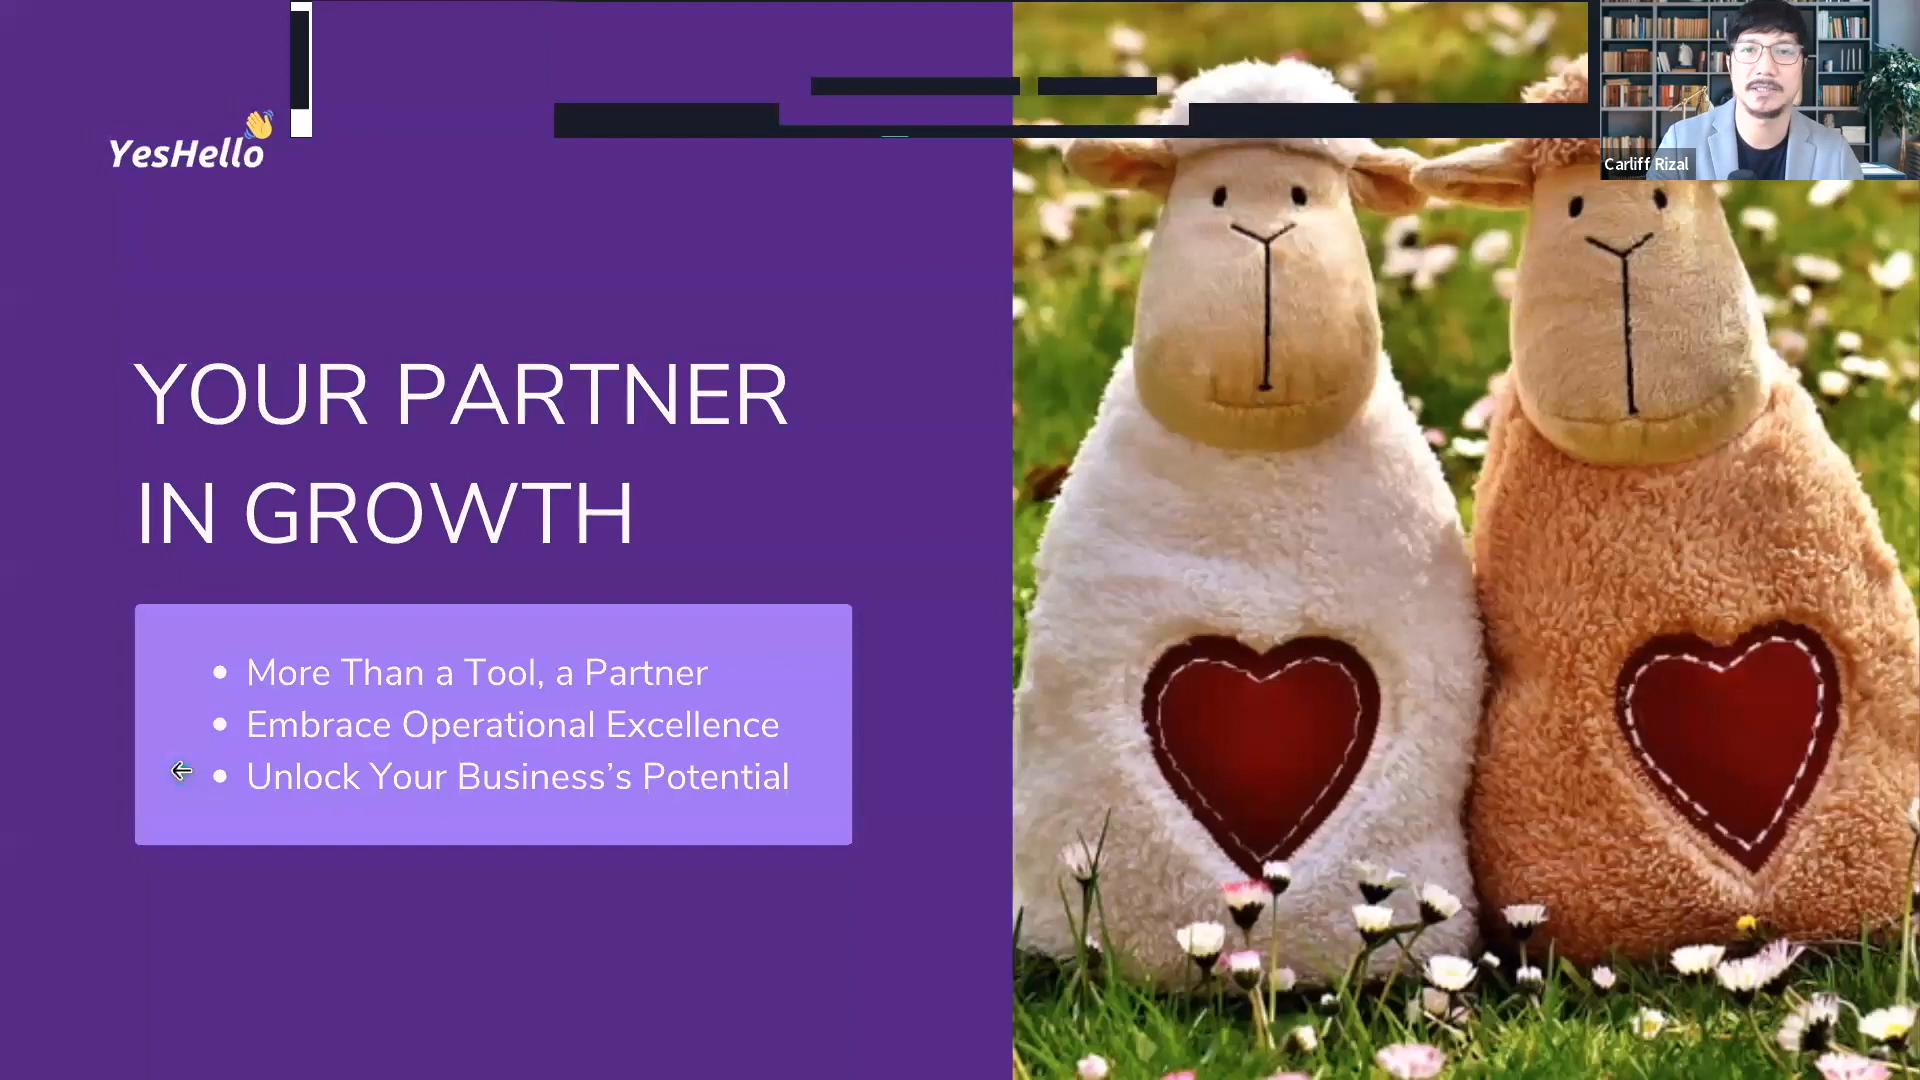 YesHello
Carliff Rizal
YOUR PARTNER
IN GROWTH
More Than a Tool, a Partner
Embrace Operational Excellence
Unlock Your Business’s Potential